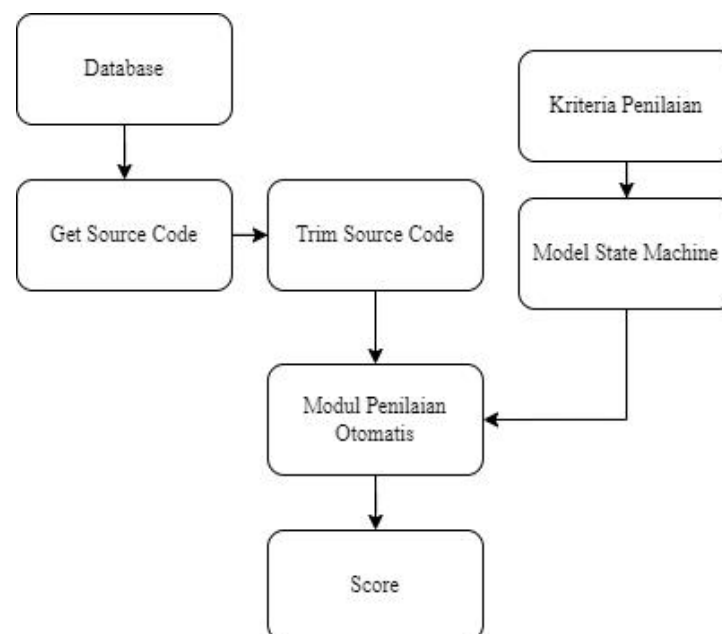 Database
Kriteria Penilaian
Get Source Code
Trim Source Code
Model State Machine
Modul Penilaian
Otomatis
Score